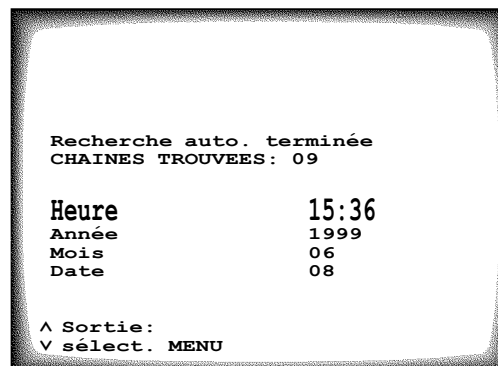 Recherche auto. terminée
CHAINES TROUVEES: 09
Heure 15:36
Année 1999
Mois 06
Date 08
∧ Sortie:
∨ sélect. MENU